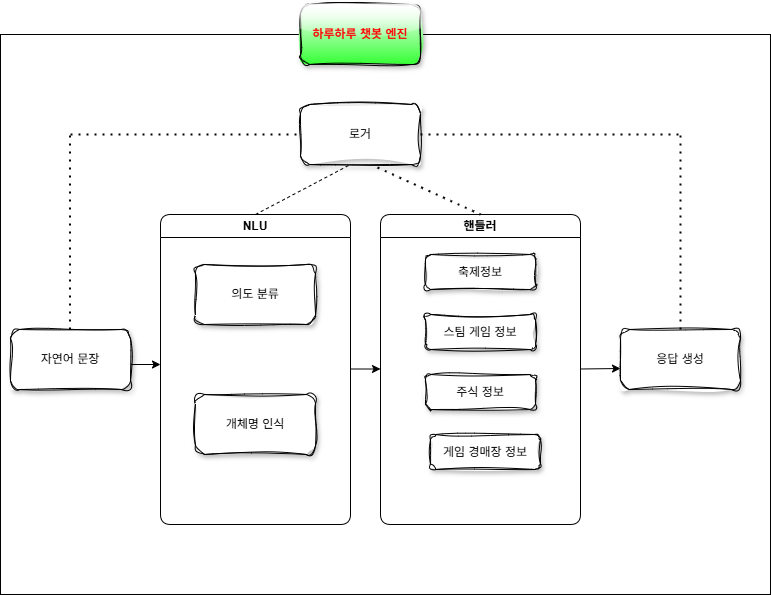 하루하루 챗봇 엔진
로거
NLU
핸들러
의도 분류
개체명 인식
축제정보
스팀 게임 정보
주식 정보
게임 경매장 정보
자연어 문장
응답 생성